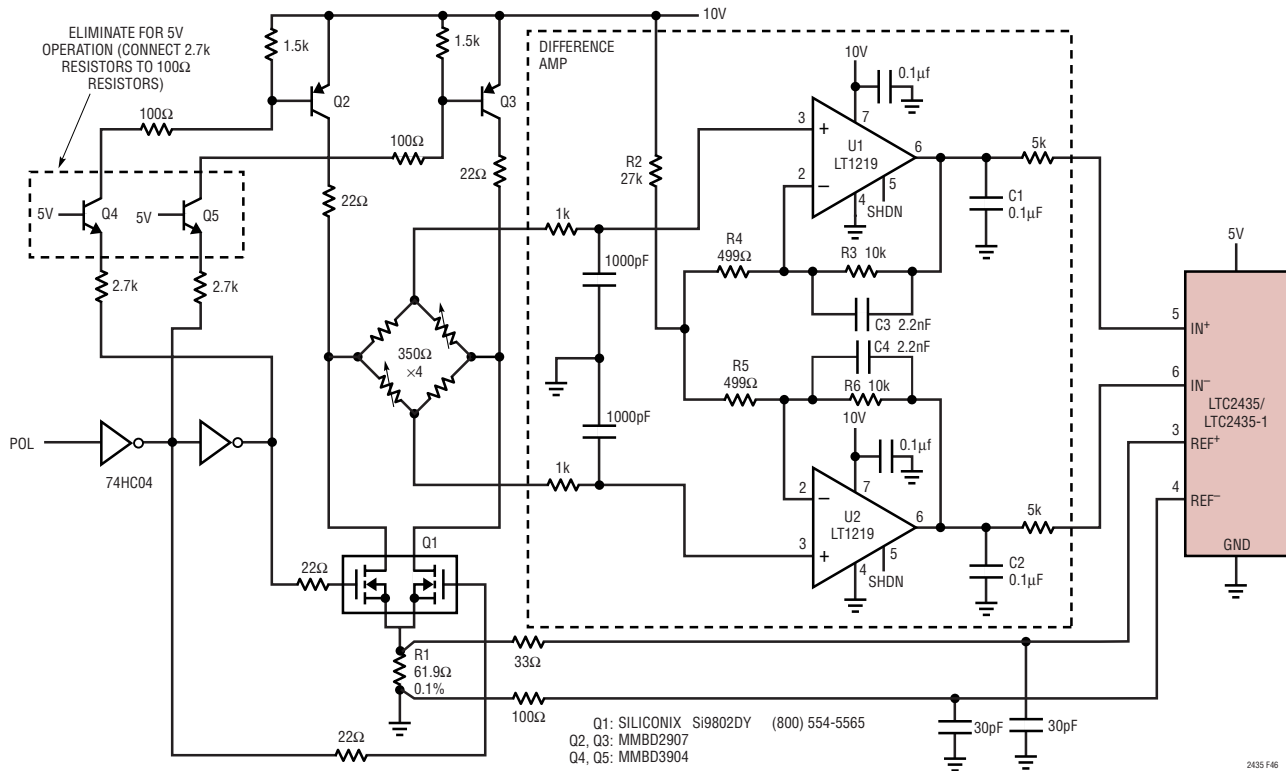 10V
ELIMINATE FOR 5V
OPERATION (CONNECT 2.7k
RESISTORS TO 100Ω
RESISTORS)
1.5k
1.5k
DIFFERENCE
AMP
10V
0.1µf
Q2
Q3
100Ω
100Ω
3
+
7
U1
LT1219
6
5k
2
–
5
4
SHDN
C1
0.1µF
R2
27k
22Ω
22Ω
5V
Q4
5V
Q5
1k
R4
499Ω
R3 10k
5V
2.7k
2.7k
1000pF
C3 2.2nF
C4 2.2nF
5
IN+
350Ω
×4
R5
499Ω
R6 10k
6
IN–
1000pF
10V
0.1µf
LTC2435/
LTC2435-1
POL
74HC04
3
REF+
1k
2
–
7
U2
LT1219
6
5k
4
REF–
3
+
5
4
SHDN
GND
Q1
22Ω
C2
0.1µF
R1
61.9Ω
0.1%
33Ω
100Ω
22Ω
30pF
30pF
Q1: SILICONIX Si9802DY (800) 554-5565
Q2, Q3: MMBD2907
Q4, Q5: MMBD3904
2435 F46